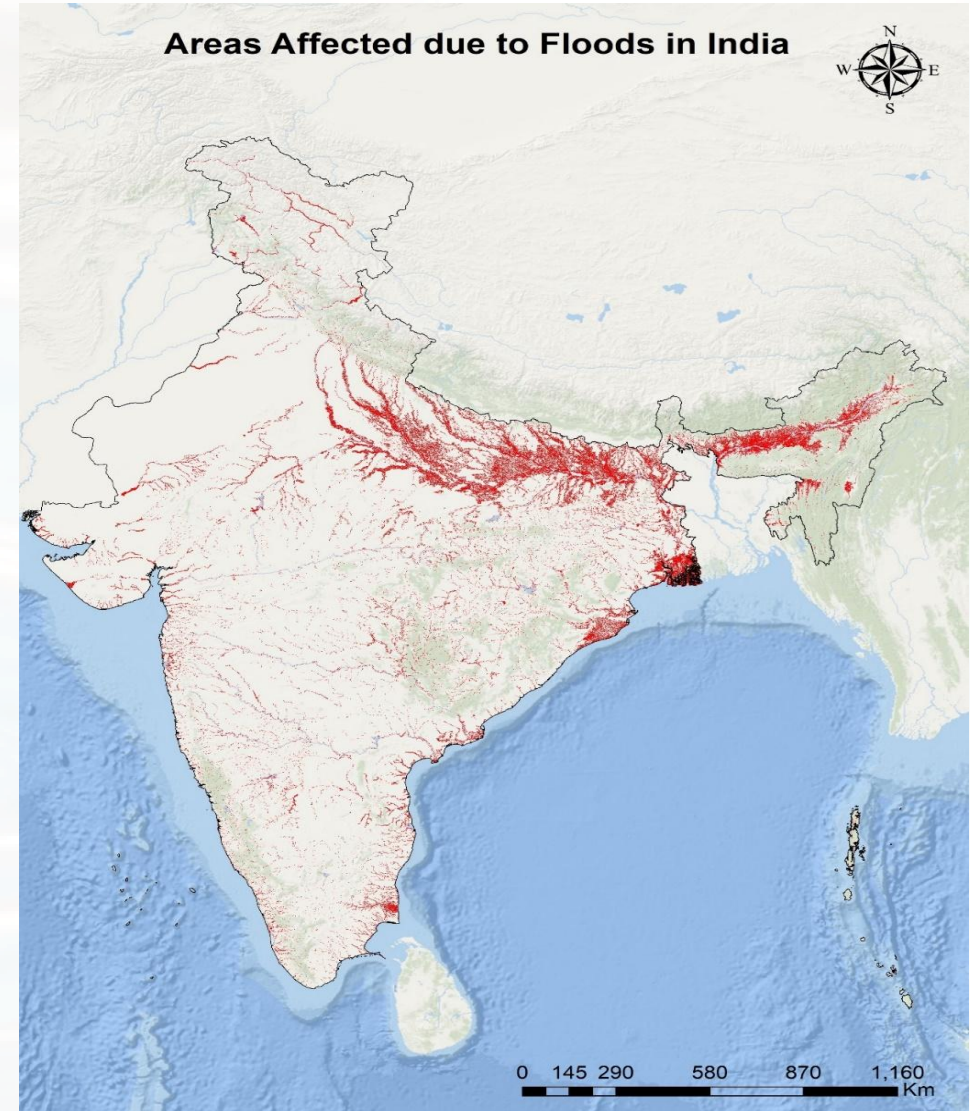 Areas Affected due to Floods in India
N
W E
S
0 145 290 580 870 1,160
Km